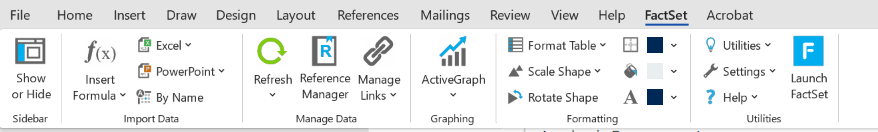 File Home Insert Draw Design Layout References Mailings Review View Help FactSet Acrobat
Show
or Hide
Sidebar
f(x)
Insert
Formula
Excel
PowerPoint
By Name
Import Data
Refresh
R
Reference
Manager
Manage
Links
Manage Data
ActiveGraph
Graphing
Format Table
Scale Shape
Rotate Shape
A
Formatting
Utilities
Settings
Help
F
Launch
FactSet
Utilities